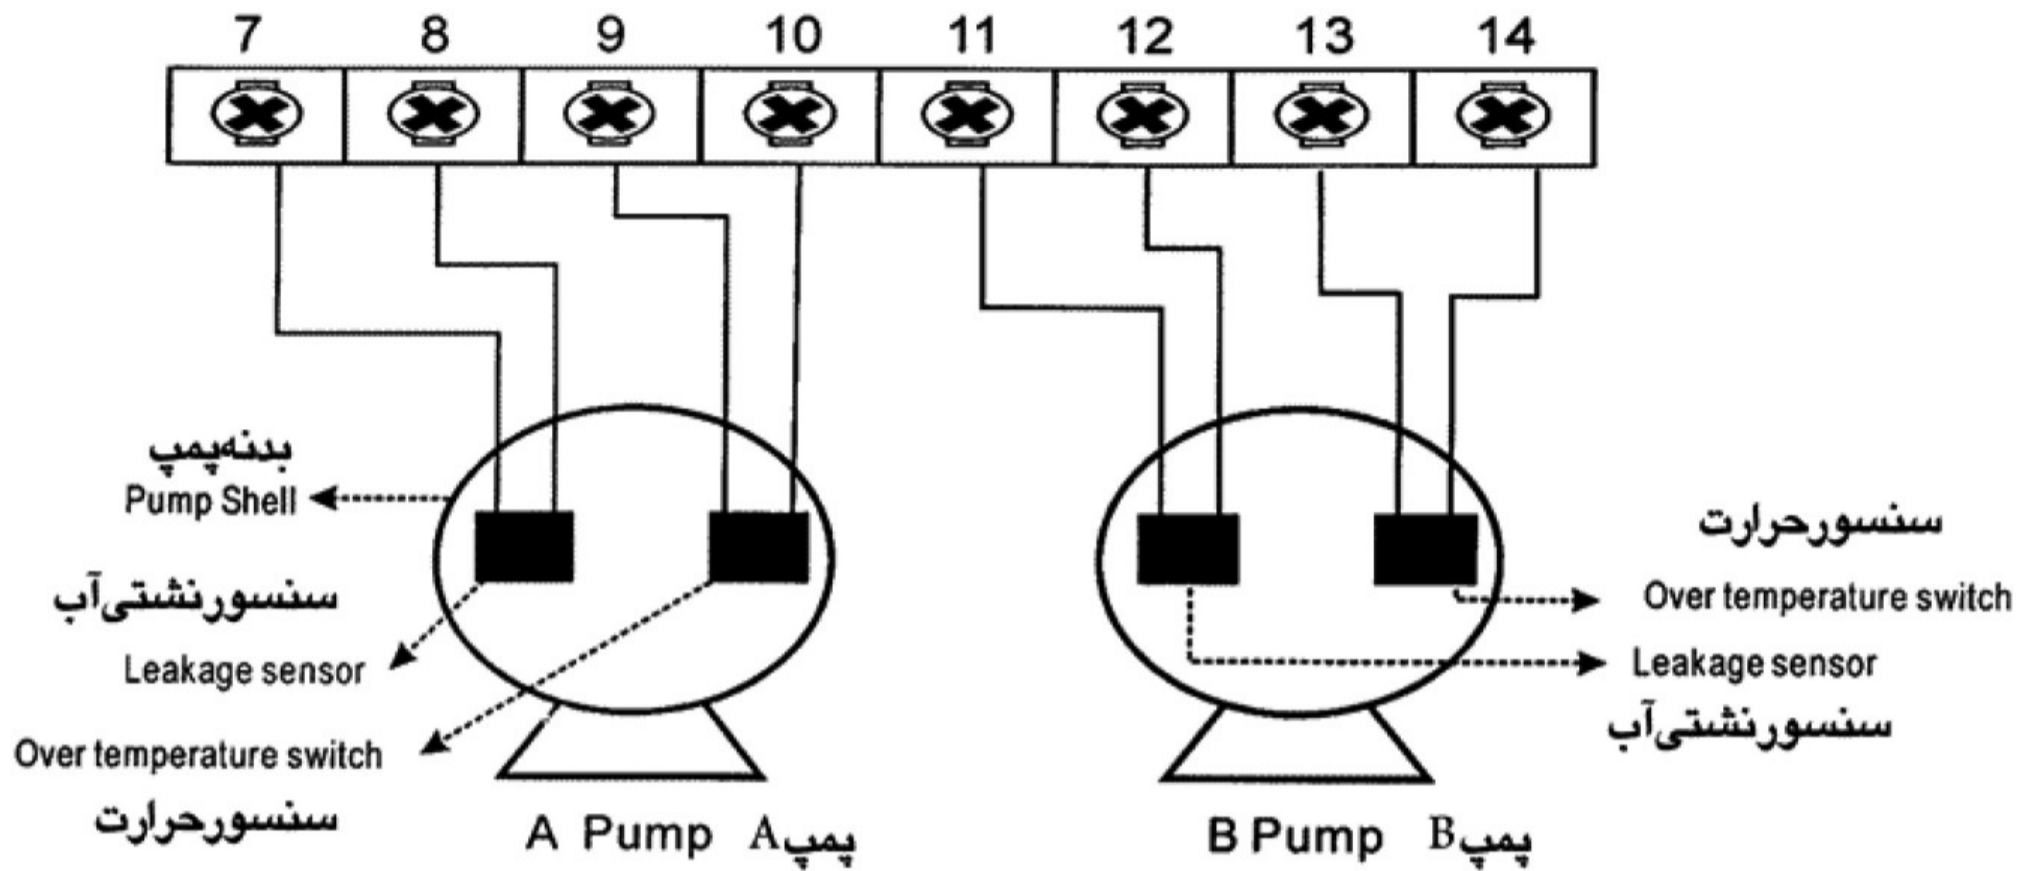 7 8 9 10 11 12 13 14
بدنه‌پمپ
Pump Shell
سنسورنشتی‌آب
Leakage sensor
Over temperature switch
سنسورحرارت
سنسورحرارت
Over temperature switch
Leakage sensor
سنسورنشتی‌آب
A Pump پمپA
B Pump پمپB